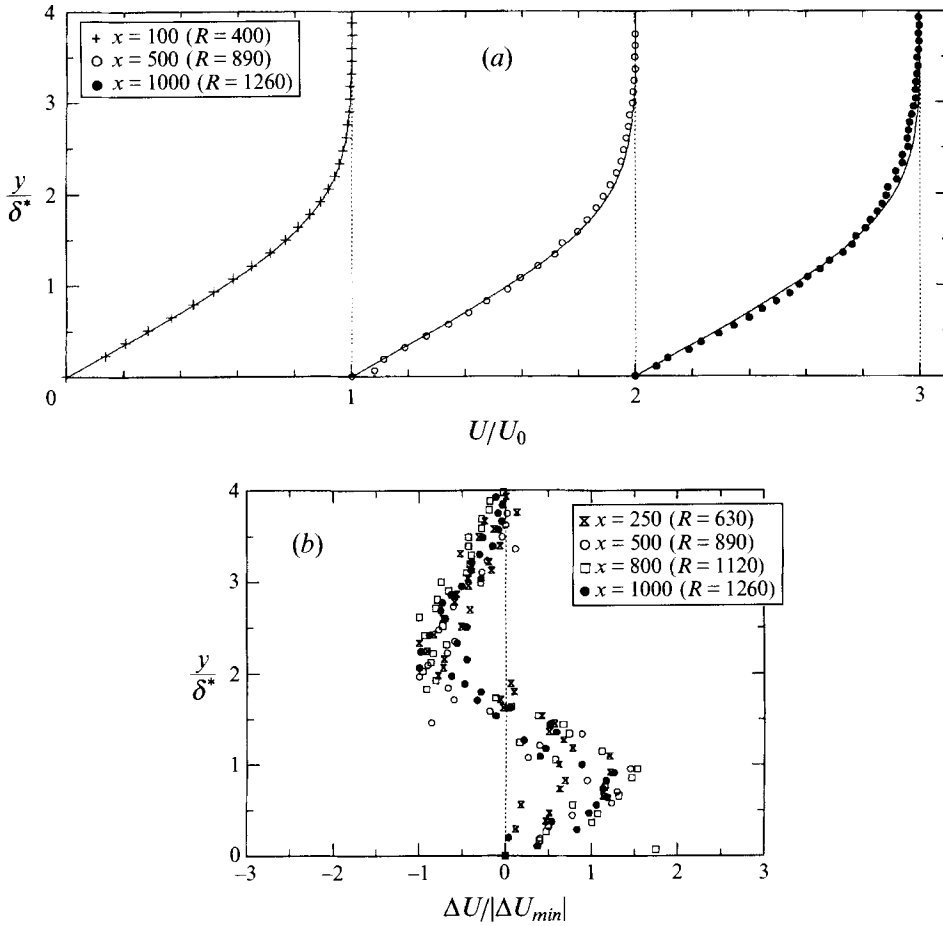 4
+ x = 100 (R = 400)
○ x = 500 (R = 890)
● x = 1000 (R = 1260)
(a)
3
y
δ*
2
1
0
1
2
3
U/U₀
4
(b)
x = 250 (R = 630)
○ x = 500 (R = 890)
□ x = 800 (R = 1120)
● x = 1000 (R = 1260)
3
y
δ*
2
1
0
−3 −2 −1 0 1 2 3
ΔU/|ΔU_min|